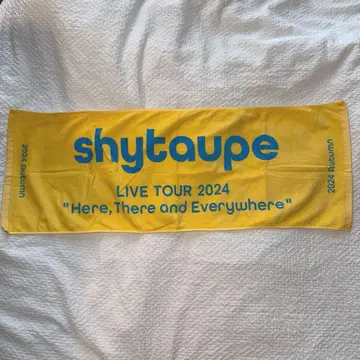 2024 Autumn
shytaupe
LIVE TOUR 2024
"Here, There and Everywhere"
2024 Autumn